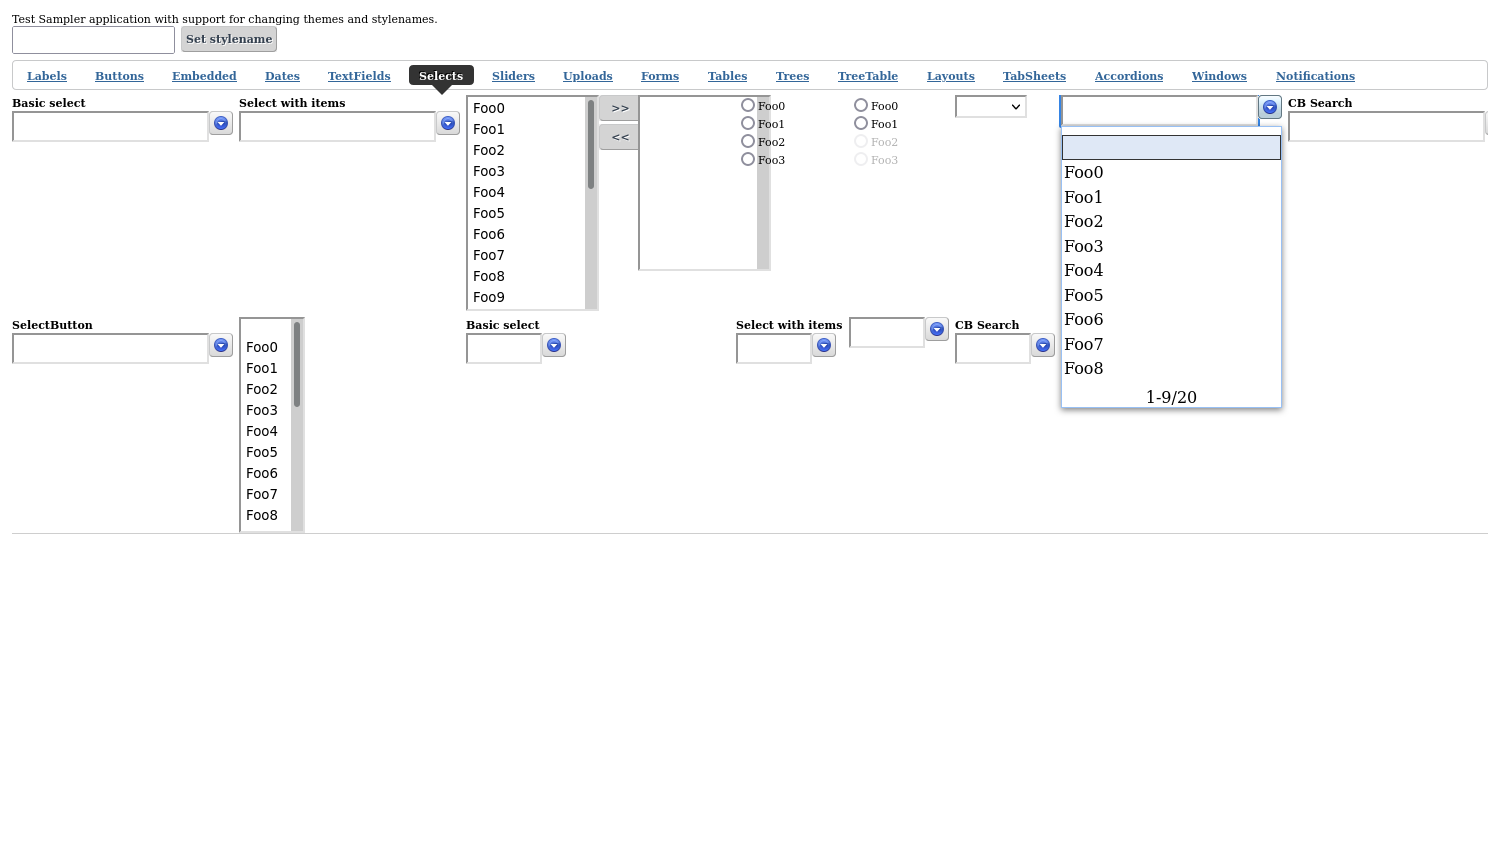 Test Sampler application with support for changing themes and stylenames.
Set stylename
Labels Buttons Embedded Dates TextFields Selects Sliders Uploads Forms Tables Trees TreeTable Layouts TabSheets Accordions Windows Notifications
Basic select
Select with items
Foo0
Foo1
Foo2
Foo3
Foo4
Foo5
Foo6
Foo7
Foo8
Foo9
>>
<<
Foo0
Foo1
Foo2
Foo3
Foo0
Foo1
Foo2
Foo3
CB Search
Foo0
Foo1
Foo2
Foo3
Foo4
Foo5
Foo6
Foo7
Foo8
1-9/20
SelectButton
Foo0
Foo1
Foo2
Foo3
Foo4
Foo5
Foo6
Foo7
Foo8
Basic select
Select with items
CB Search